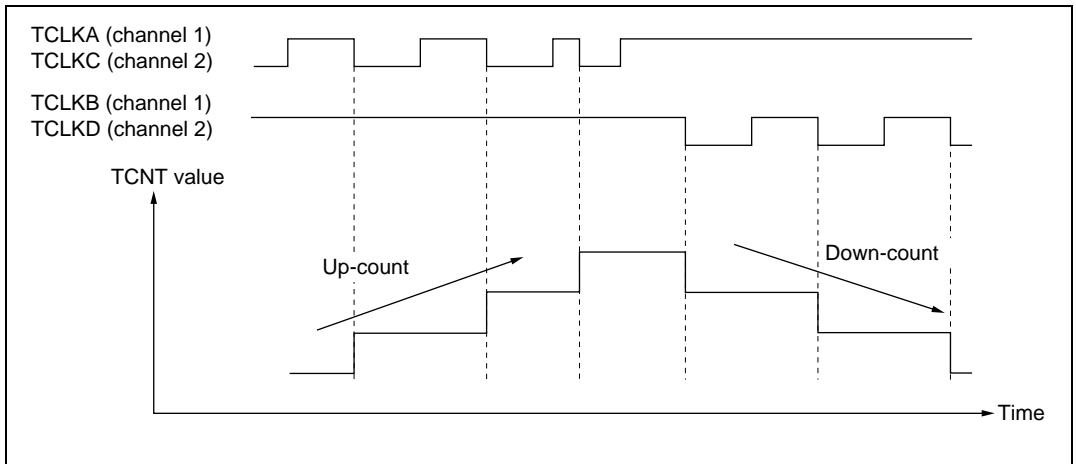 TCLKA (channel 1)
TCLKC (channel 2)
TCLKB (channel 1)
TCLKD (channel 2)
TCNT value
Up-count
Down-count
Time